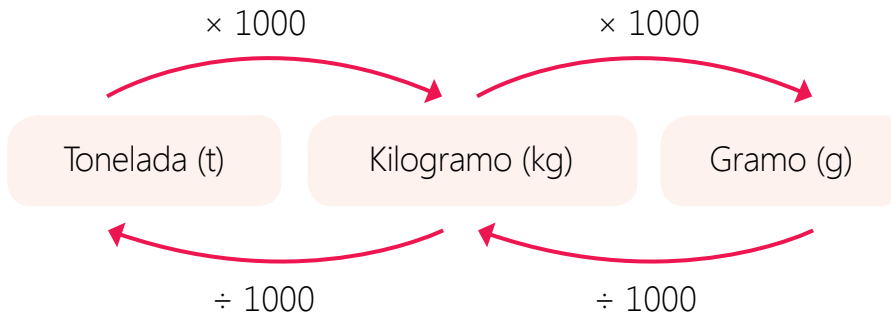 × 1000
× 1000
Tonelada (t)
Kilogramo (kg)
Gramo (g)
÷ 1000
÷ 1000